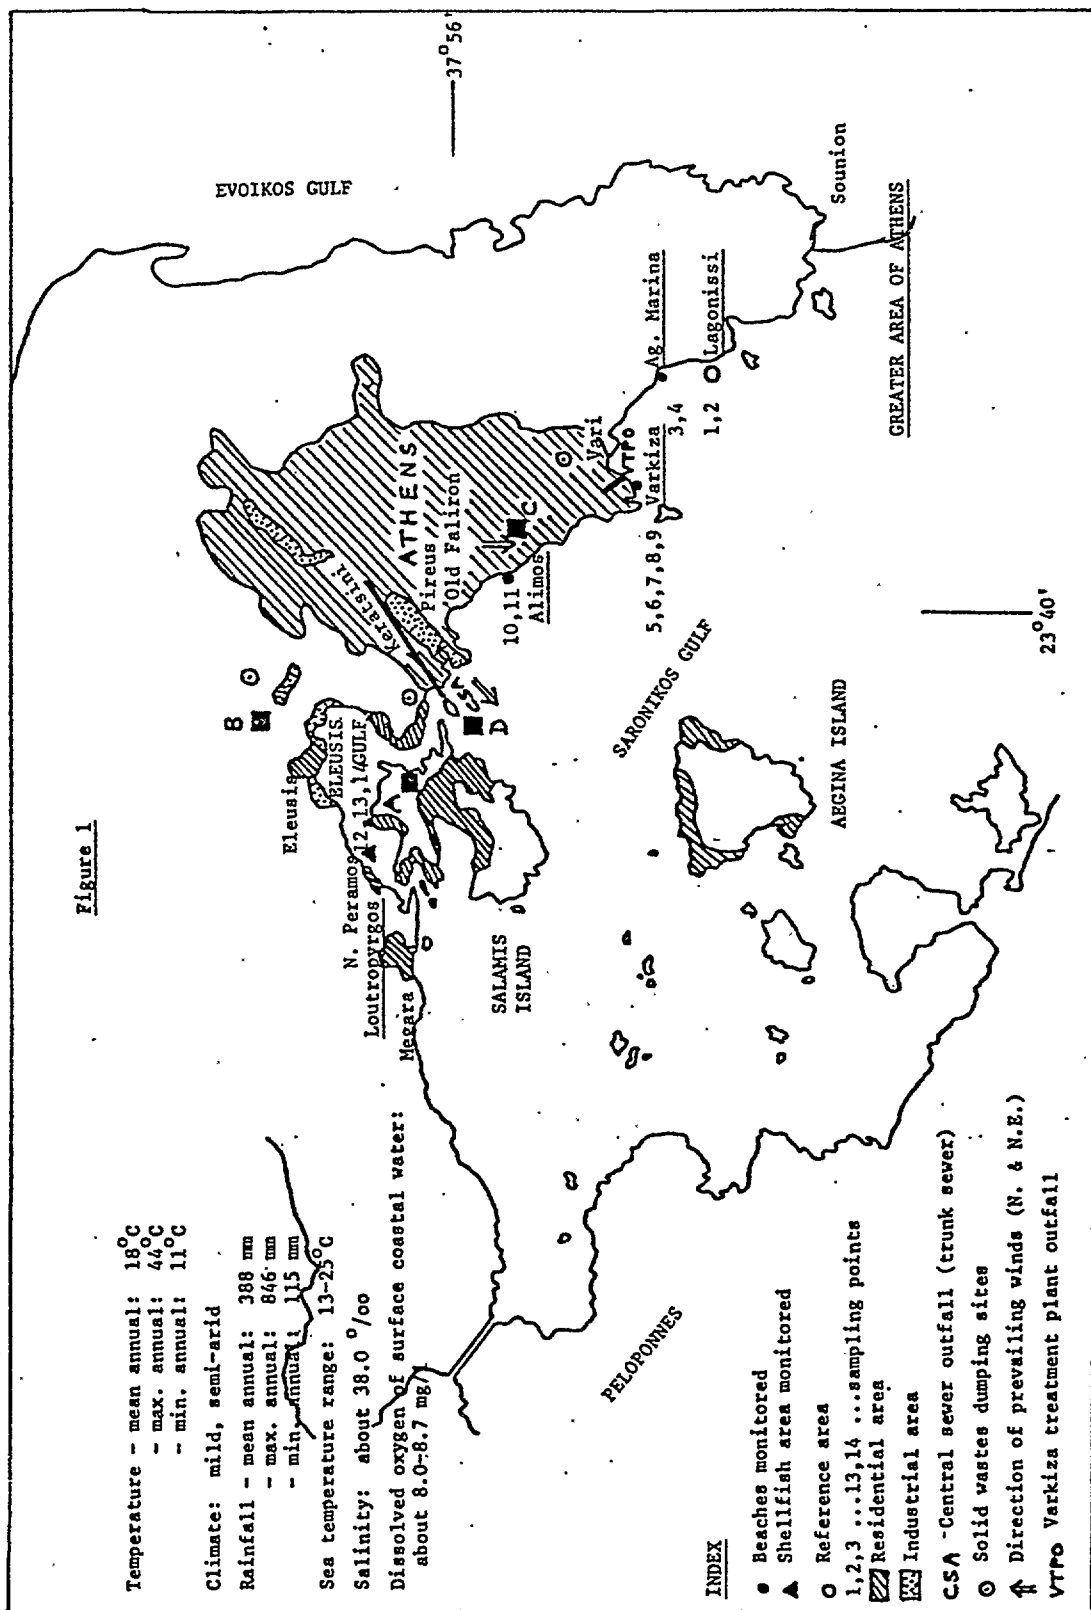 Figure 1
Temperature - mean annual: 18°C
- max. annual: 44°C
- min. annual: 11°C
Climate: mild, semi-arid
Rainfall - mean annual: 388 mm
- max. annual: 846 mm
- min. annual: 115 mm
Sea temperature range: 13-25°C
Salinity: about 38.0 °/oo
Dissolved oxygen of surface coastal water:
about 8.0-8.7 mg/
EVOIKOS GULF
37°56'
B
Eleusis
ELEUSIS
GULF
N. Peramos
12,13,14
Loutropyrgos
Megara
A
Keratsini
ATHENS
Pireus
Old Faliron
CSA
D
C
10,11
Alimos
SALAMIS
ISLAND
Vari
VTPO
Varkiza
5,6,7,8,9
Ag. Marina
3,4
Lagonissi
1,2
Sounion
SARONIKOS GULF
AEGINA ISLAND
PELOPONNES
23°40'
GREATER AREA OF ATHENS
INDEX
Beaches monitored
Shellfish area monitored
Reference area
1,2,3 ...13,14 ...sampling points
Residential area
Industrial area
CSA - Central sewer outfall (trunk sewer)
Solid wastes dumping sites
Direction of prevailing winds (N. & N.E.)
VTPO Varkiza treatment plant outfall